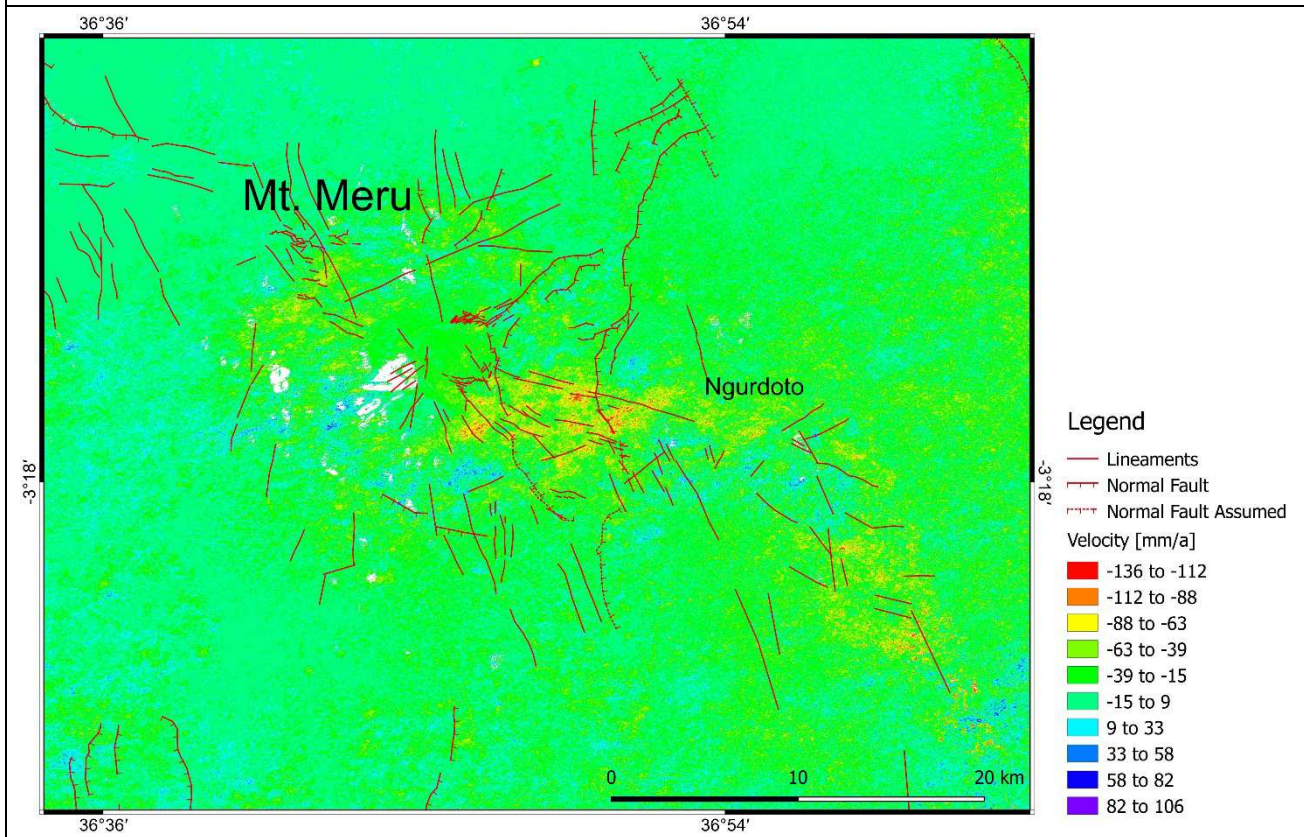 36°36′ 36°54′
Mt. Meru
Ngurdoto
-3°18′ -3°18′
0 10 20 km
36°36′ 36°54′
Legend
Lineaments
Normal Fault
Normal Fault Assumed
Velocity [mm/a]
-136 to -112
-112 to -88
-88 to -63
-63 to -39
-39 to -15
-15 to 9
9 to 33
33 to 58
58 to 82
82 to 106